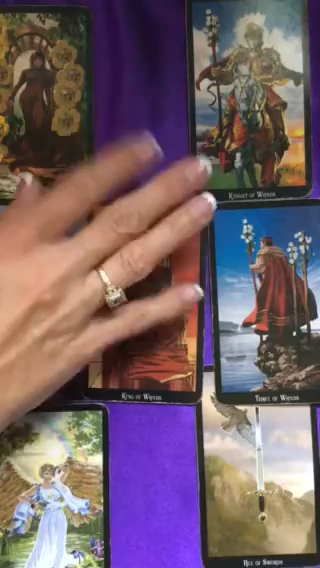 Knight of Wands
King of Wands
Three of Wands
Ace of Swords